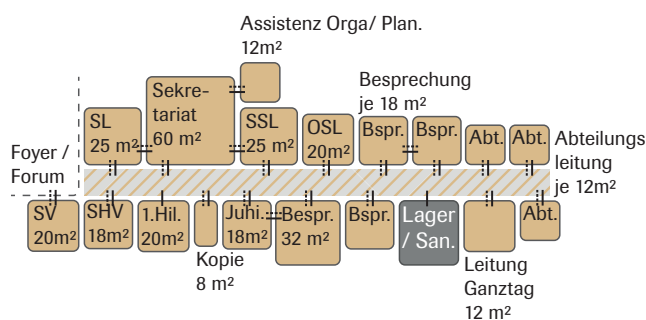 Assistenz Orga/ Plan.
12m²
Sekre-
tariat
60 m²
Besprechung
je 18 m²
SL
25 m²
SSL
25 m²
OSL
20m²
Bspr.
Bspr.
Abt.
Abt.
Abteilungs
leitung
je 12m²
Foyer /
Forum
SV
20m²
SHV
18m²
1.Hil.
20m²
Kopie
8 m²
Juhi.
18m²
Bespr.
32 m²
Bspr.
Lager
/ San.
Leitung
Ganztag
12 m²
Abt.